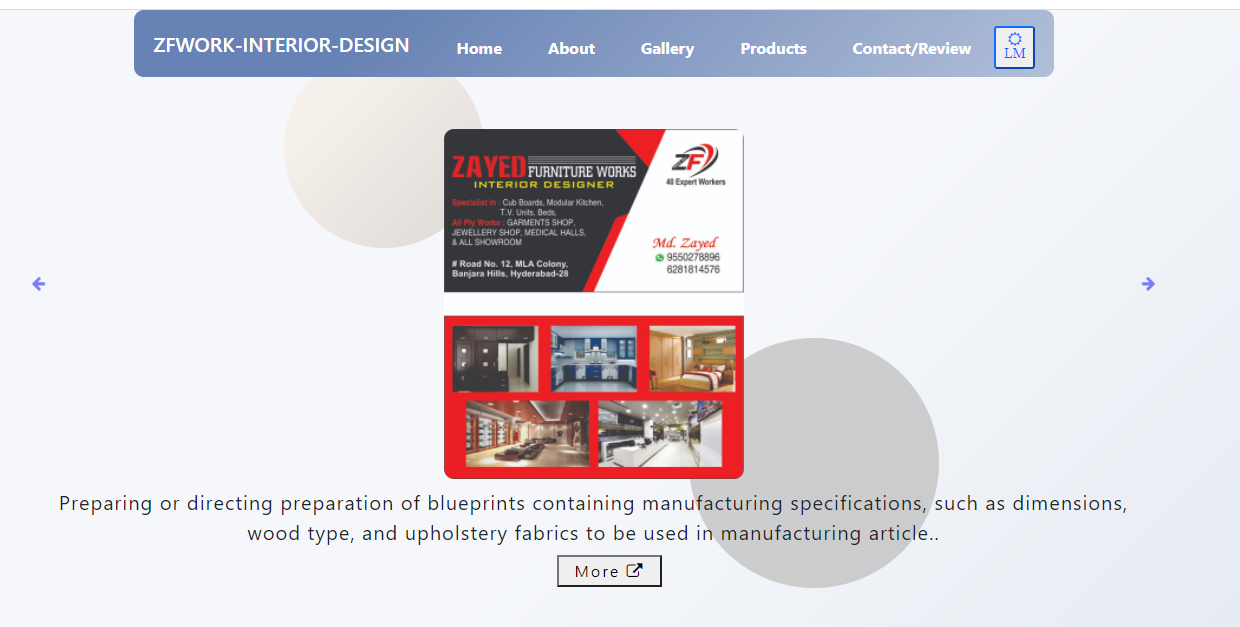 ZFWORK-INTERIOR-DESIGN
Home
About
Gallery
Products
Contact/Review
LM
ZAYED FURNITURE WORKS
INTERIOR DESIGNER
Specialist In : Cub Boards, Modular Kitchen,
T.V. Units, Beds,
All Ply Works : GARMENTS SHOP,
JEWELLERY SHOP, MEDICAL HALLS,
& ALL SHOWROOM
# Road No. 12, MLA Colony,
Banjara Hills, Hyderabad-28
ZF
40 Expert Workers
Md. Zayed
9550278896
6281814576
Preparing or directing preparation of blueprints containing manufacturing specifications, such as dimensions,
wood type, and upholstery fabrics to be used in manufacturing article..
More